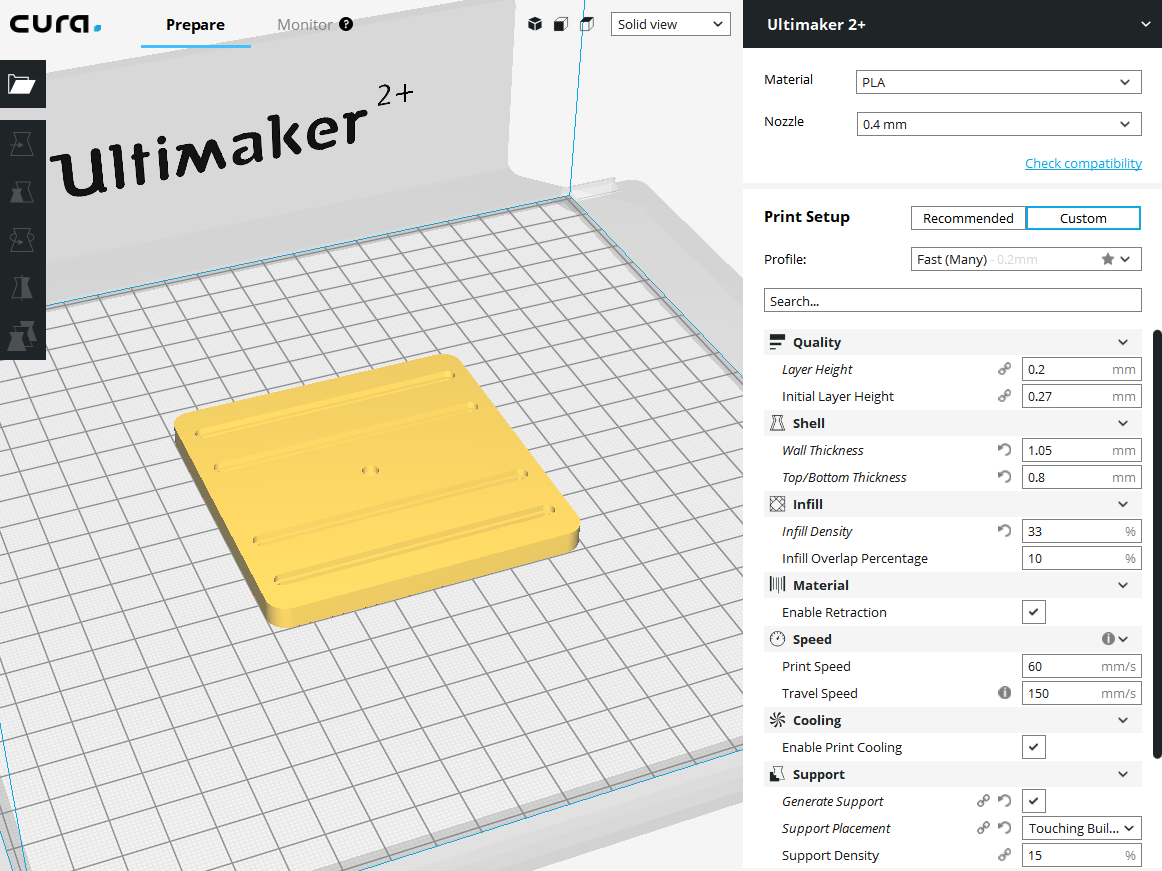 cura.
Prepare
Monitor ?
Solid view
Ultimaker 2+
Ultimaker 2+
Material
PLA
Nozzle
0.4 mm
Check compatibility
Print Setup
Recommended
Custom
Profile:
Fast (Many) - 0.2mm
Search...
Quality
Layer Height
0.2 mm
Initial Layer Height
0.27 mm
Shell
Wall Thickness
1.05 mm
Top/Bottom Thickness
0.8 mm
Infill
Infill Density
33 %
Infill Overlap Percentage
10 %
Material
Enable Retraction
Speed
Print Speed
60 mm/s
Travel Speed
150 mm/s
Cooling
Enable Print Cooling
Support
Generate Support
Support Placement
Touching Buil...
Support Density
15 %